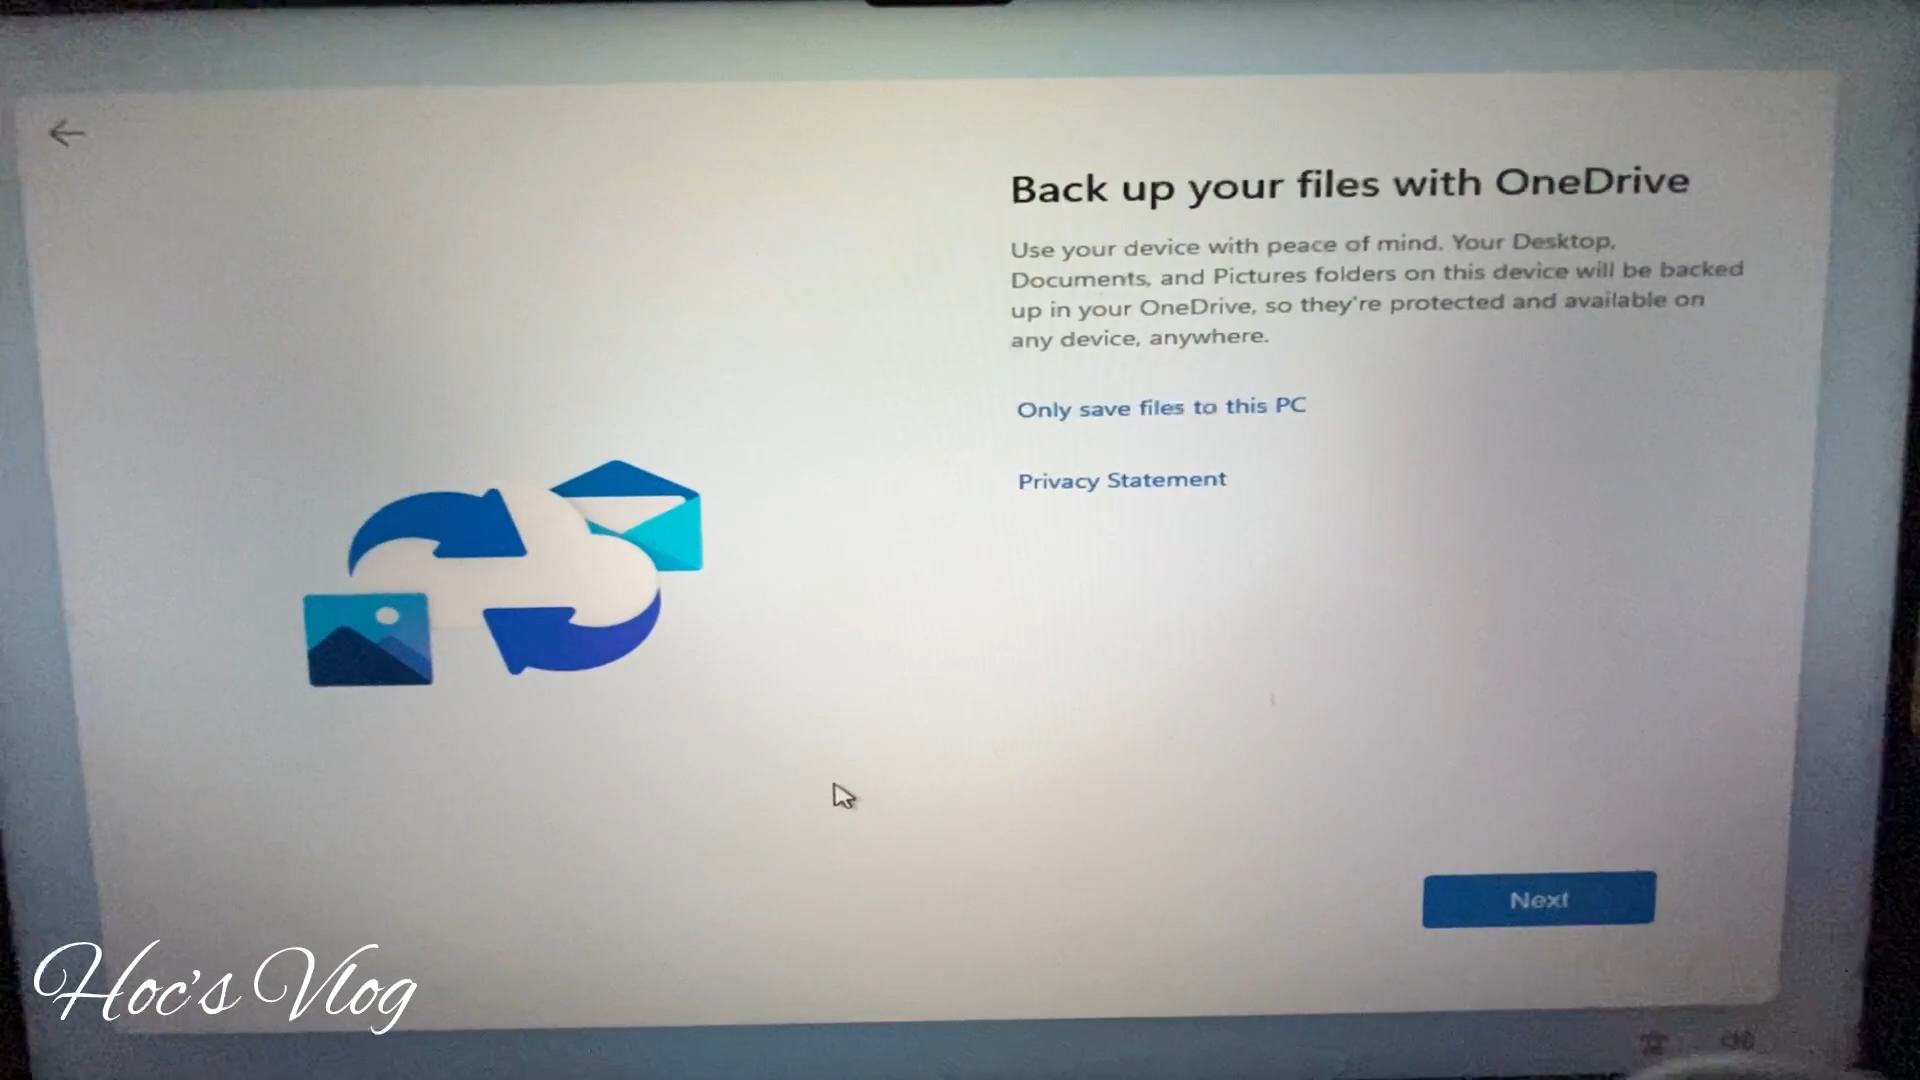 Back up your files with OneDrive
Use your device with peace of mind. Your Desktop,
Documents, and Pictures folders on this device will be backed
up in your OneDrive, so they're protected and available on
any device, anywhere.
Only save files to this PC
Privacy Statement
Next
Hoc's Vlog